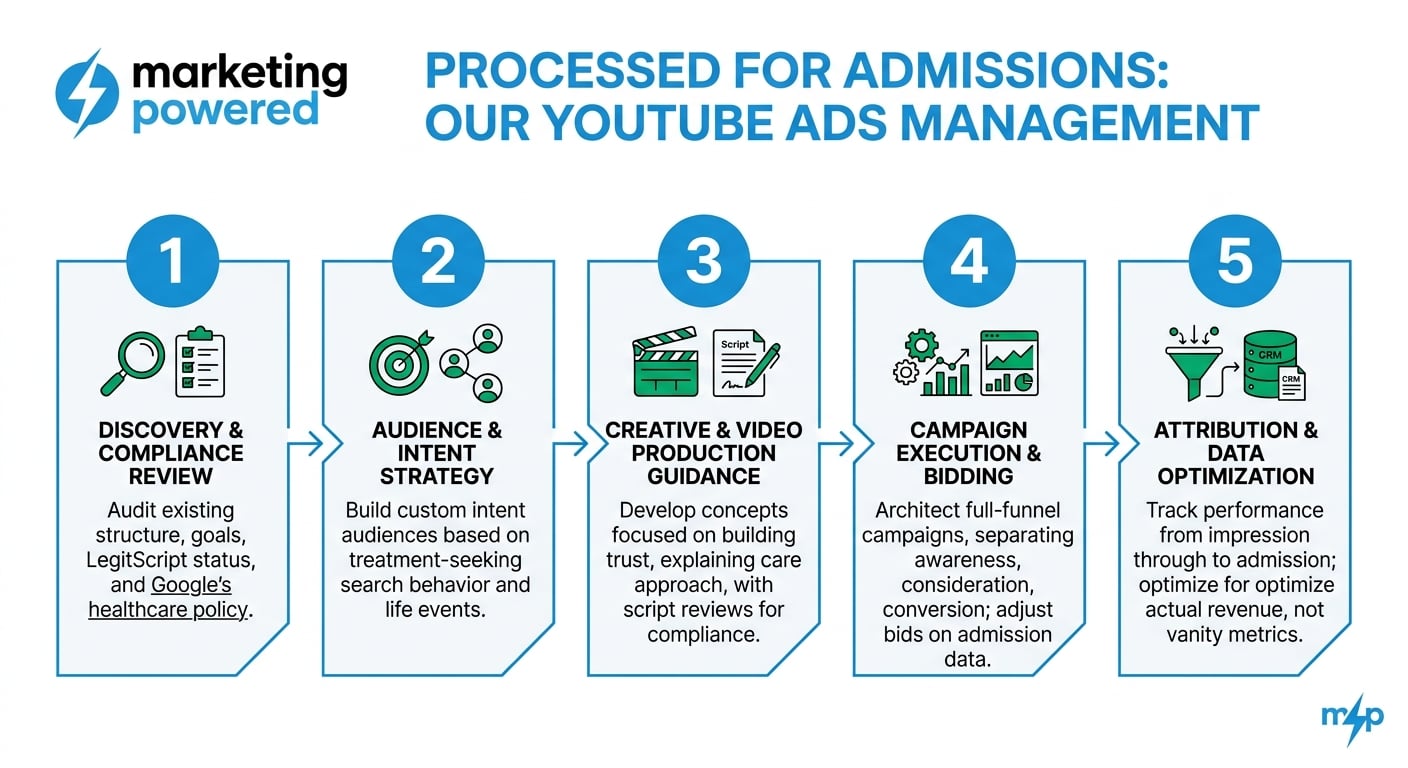 marketing
powered
PROCESSED FOR ADMISSIONS:
OUR YOUTUBE ADS MANAGEMENT
1
DISCOVERY &
COMPLIANCE
REVIEW
Audit existing
structure, goals,
LegitScript status,
and Google's
healthcare policy.
2
AUDIENCE &
INTENT
STRATEGY
Build custom intent
audiences based on
treatment-seeking
search behavior and
life events.
3
Script
CREATIVE & VIDEO
PRODUCTION
GUIDANCE
Develop concepts
focused on building
trust, explaining care
approach, with
script reviews for
compliance.
4
CAMPAIGN
EXECUTION &
BIDDING
Architect full-funnel
campaigns, separating
awareness,
consideration,
conversion; adjust
bids on admission
data.
5
CRM
CRM
ATTRIBUTION &
DATA
OPTIMIZATION
Track performance
from impression
through to admission;
optimize for optimize
actual revenue, not
vanity metrics.
mp